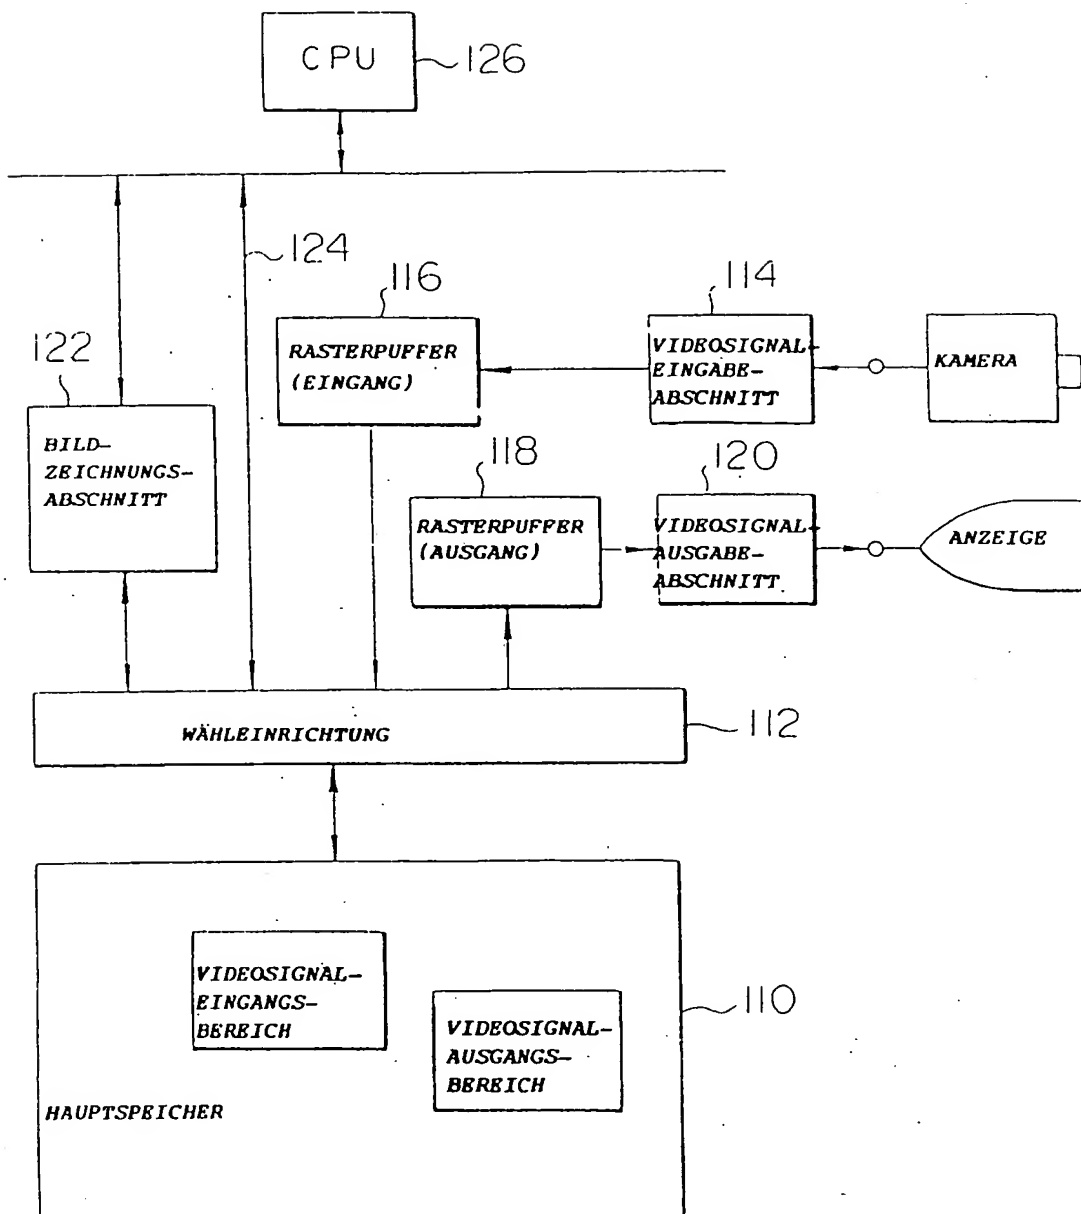 CPU
126
124
116
114
122
RASTERPUFFER
(EINGANG)
VIDEOSIGNAL-
EINGABE-
ABSCHNITT
KAMERA
BILD-
ZEICHNUNGS-
ABSCHNITT
118
120
RASTERPUFFER
(AUSGANG)
VIDEOSIGNAL-
AUSGABE-
ABSCHNITT
ANZEIGE
WÄHLEINRICHTUNG
112
VIDEOSIGNAL-
EINGANGS-
BEREICH
VIDEOSIGNAL-
AUSGANGS-
BEREICH
110
HAUPTSPEICHER